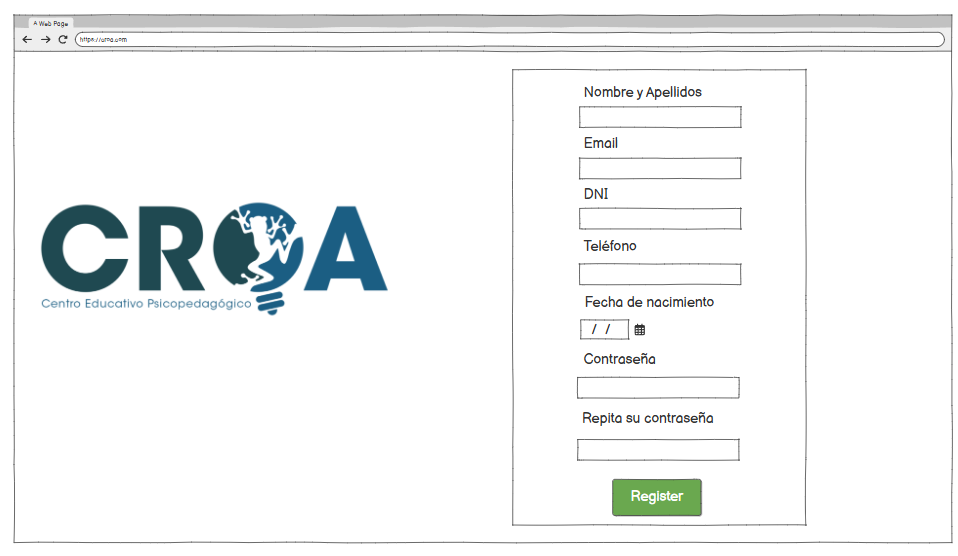 A Web Page
https://croa.com
CROA
Centro Educativo Psicopedagógico
Nombre y Apellidos
Email
DNI
Teléfono
Fecha de nacimiento
/ /
Contraseña
Repita su contraseña
Register